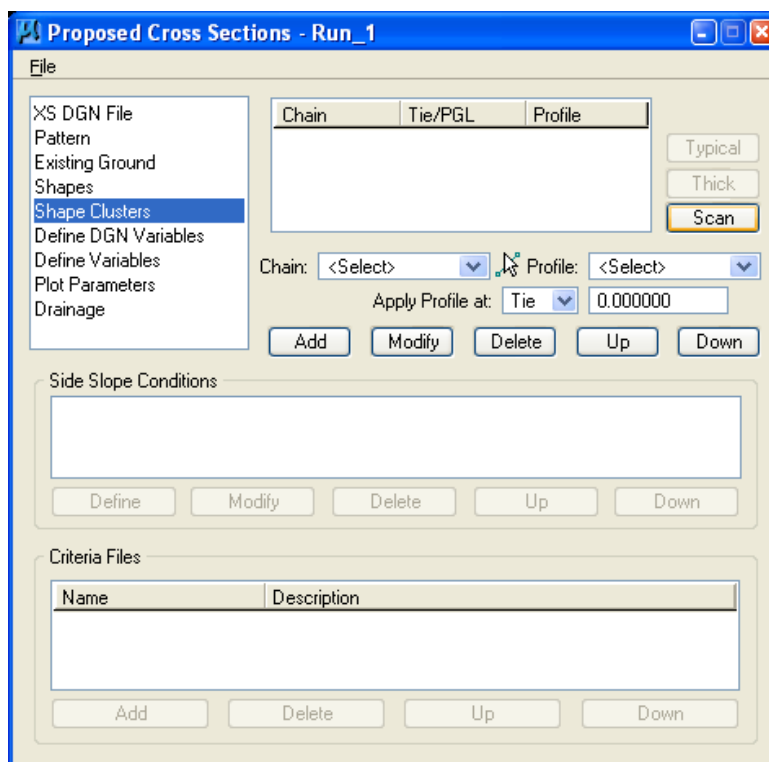 Proposed Cross Sections - Run_1
File
XS DGN File
Pattern
Existing Ground
Shapes
Shape Clusters
Define DGN Variables
Define Variables
Plot Parameters
Drainage
Chain Tie/PGL Profile
Typical
Thick
Scan
Chain: <Select> Profile: <Select>
Apply Profile at: Tie 0.000000
Add Modify Delete Up Down
Side Slope Conditions
Define Modify Delete Up Down
Criteria Files
Name Description
Add Delete Up Down